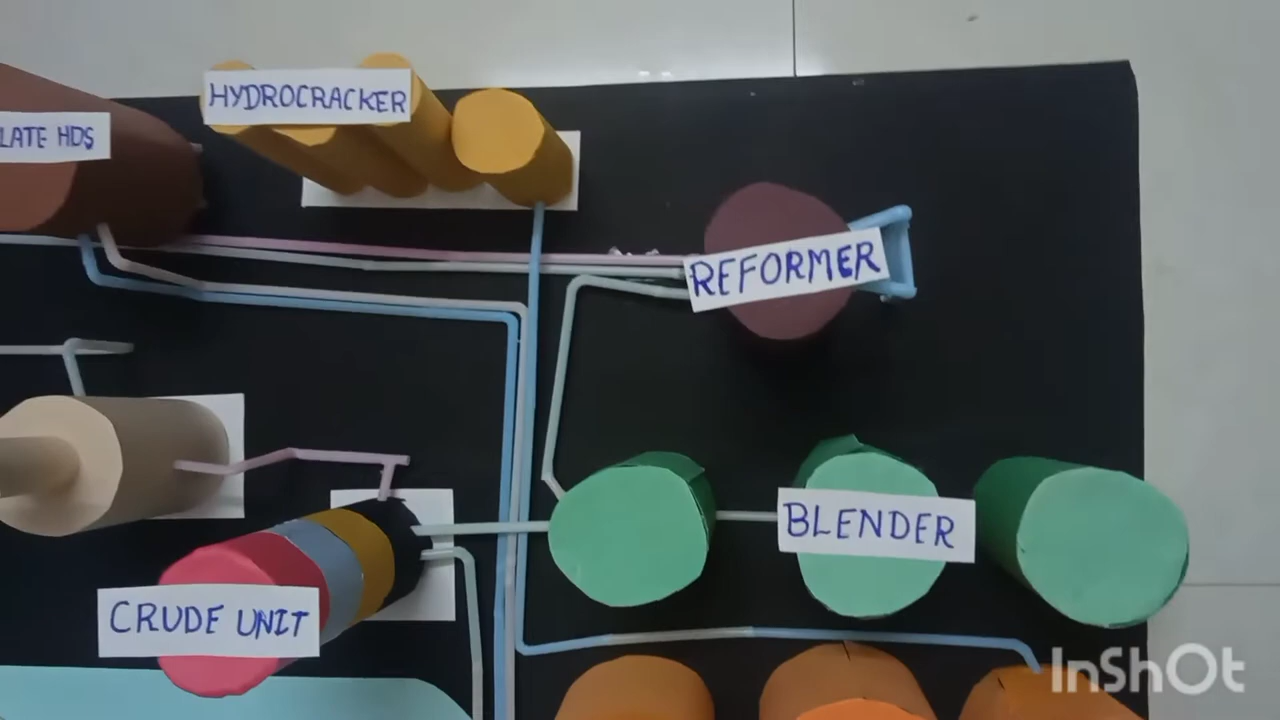 HYDROCRACKER
LATE HDS
REFORMER
BLENDER
CRUDE UNIT
InShOt